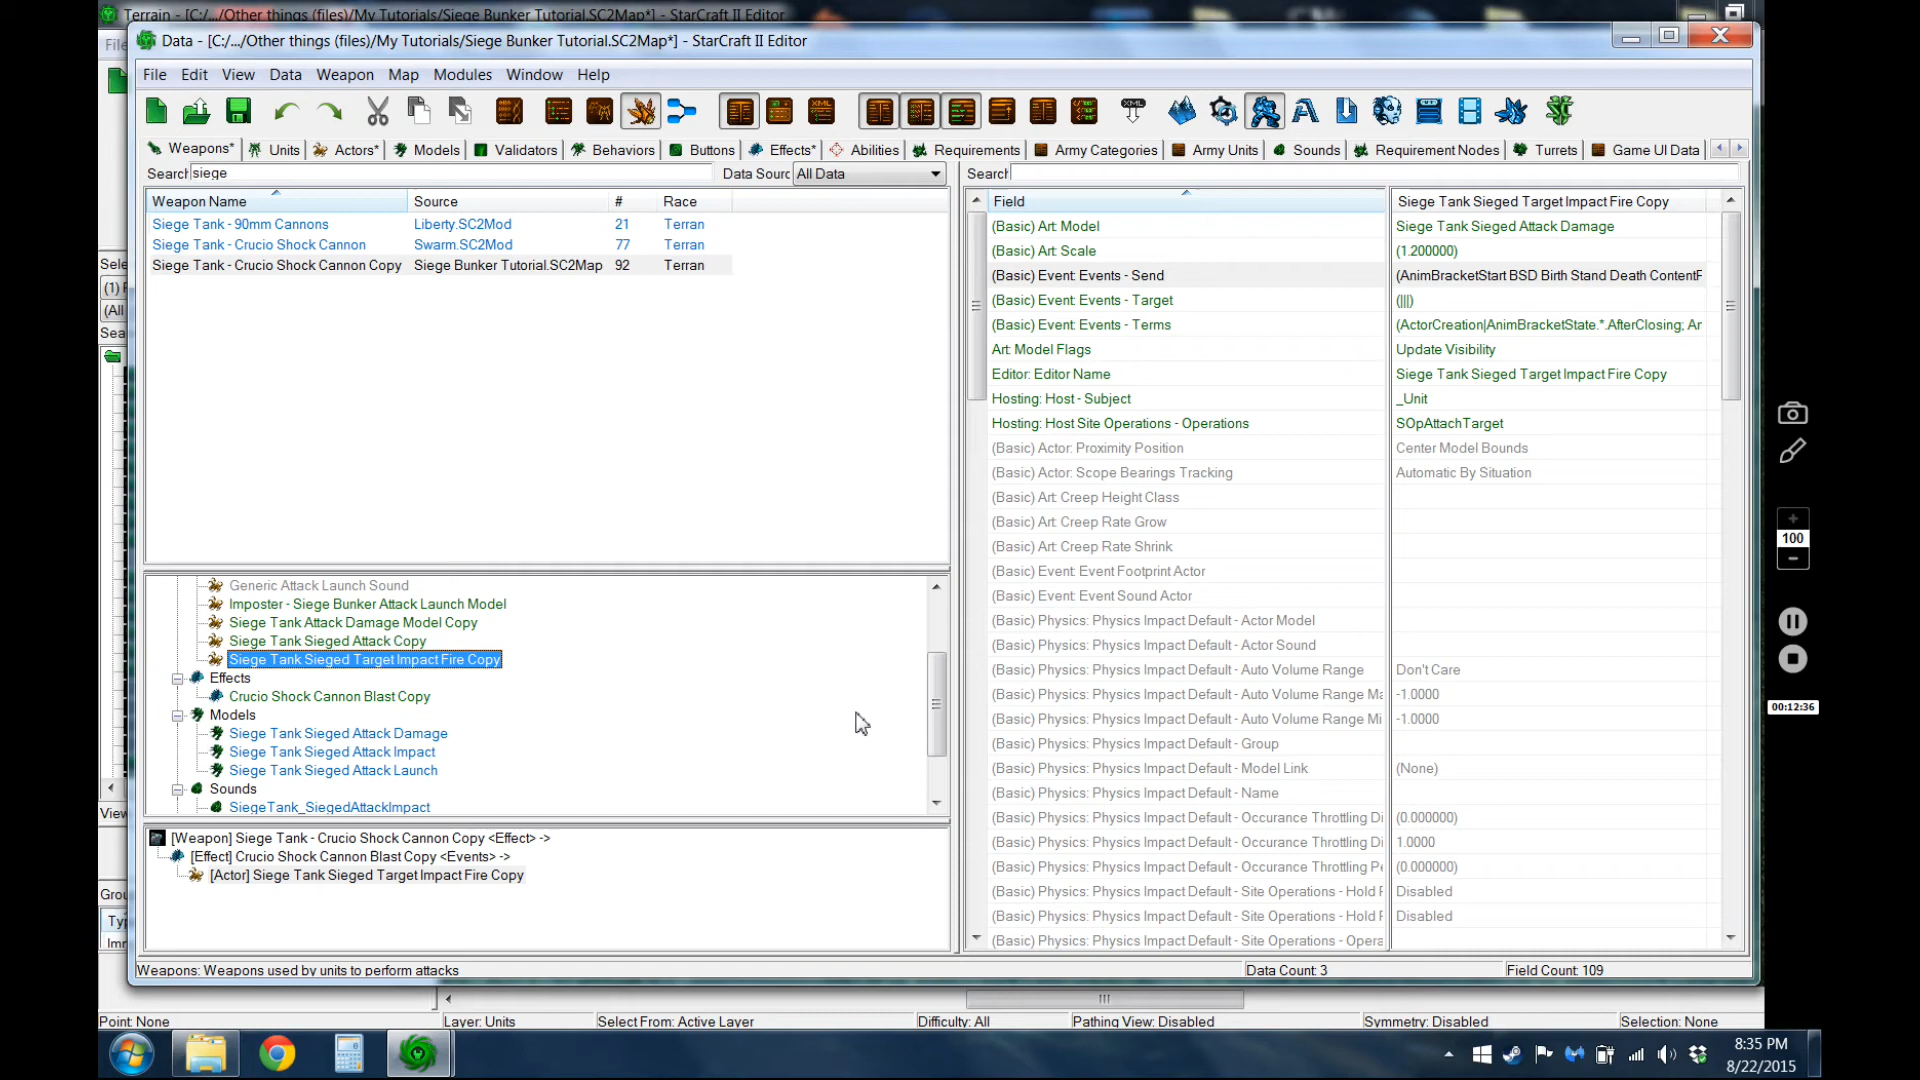 Terrain - [C:/.../Other things (files)/My Tutorials/Siege Bunker Tutorial.SC2Map*] - StarCraft II Editor
Data - [C:/.../Other things (files)/My Tutorials/Siege Bunker Tutorial.SC2Map*] - StarCraft II Editor
File Edit View Data Weapon Map Modules Window Help
Weapons* Units Actors* Models Validators Behaviors Buttons Effects* Abilities Requirements Army Categories Army Units Sounds Requirement Nodes Turrets Game UI Data
Search siege Data Sourc All Data Search
Weapon Name Source # Race
Siege Tank - 90mm Cannons Liberty.SC2Mod 21 Terran
Siege Tank - Crucio Shock Cannon Swarm.SC2Mod 77 Terran
Siege Tank - Crucio Shock Cannon Copy Siege Bunker Tutorial.SC2Map 92 Terran
Field Siege Tank Sieged Target Impact Fire Copy
(Basic) Art: Model Siege Tank Sieged Attack Damage
(Basic) Art: Scale (1.200000)
(Basic) Event: Events - Send (AnimBracketStart BSD Birth Stand Death ContentF
(Basic) Event: Events - Target (|||)
(Basic) Event: Events - Terms (ActorCreation|AnimBracketState.*.AfterClosing; Ar
Art: Model Flags Update Visibility
Editor: Editor Name Siege Tank Sieged Target Impact Fire Copy
Hosting: Host - Subject _Unit
Hosting: Host Site Operations - Operations SOpAttachTarget
(Basic) Actor: Proximity Position Center Model Bounds
(Basic) Actor: Scope Bearings Tracking Automatic By Situation
(Basic) Art: Creep Height Class
(Basic) Art: Creep Rate Grow
(Basic) Art: Creep Rate Shrink
(Basic) Event: Event Footprint Actor
(Basic) Event: Event Sound Actor
(Basic) Physics: Physics Impact Default - Actor Model
(Basic) Physics: Physics Impact Default - Actor Sound
(Basic) Physics: Physics Impact Default - Auto Volume Range Don't Care
(Basic) Physics: Physics Impact Default - Auto Volume Range Ma -1.0000
(Basic) Physics: Physics Impact Default - Auto Volume Range Mi -1.0000
(Basic) Physics: Physics Impact Default - Group
(Basic) Physics: Physics Impact Default - Model Link (None)
(Basic) Physics: Physics Impact Default - Name
(Basic) Physics: Physics Impact Default - Occurance Throttling Di (0.000000)
(Basic) Physics: Physics Impact Default - Occurance Throttling Di 1.0000
(Basic) Physics: Physics Impact Default - Occurance Throttling Pe (0.000000)
(Basic) Physics: Physics Impact Default - Site Operations - Hold F Disabled
(Basic) Physics: Physics Impact Default - Site Operations - Hold F Disabled
(Basic) Physics: Physics Impact Default - Site Operations - Opera
Generic Attack Launch Sound
Imposter - Siege Bunker Attack Launch Model
Siege Tank Attack Damage Model Copy
Siege Tank Sieged Attack Copy
Siege Tank Sieged Target Impact Fire Copy
Effects
Crucio Shock Cannon Blast Copy
Models
Siege Tank Sieged Attack Damage
Siege Tank Sieged Attack Impact
Siege Tank Sieged Attack Launch
Sounds
SiegeTank_SiegedAttackImpact
[Weapon] Siege Tank - Crucio Shock Cannon Copy <Effect> ->
[Effect] Crucio Shock Cannon Blast Copy <Events> ->
[Actor] Siege Tank Sieged Target Impact Fire Copy
Weapons: Weapons used by units to perform attacks Data Count: 3 Field Count: 109
Fil
Sele
(1)
(All
Sea
View
Grou
Typ
Imr
100
00:12:36
Point: None Layer: Units Select From: Active Layer Difficulty: All Pathing View: Disabled Symmetry: Disabled Selection: None
8:35 PM
8/22/2015